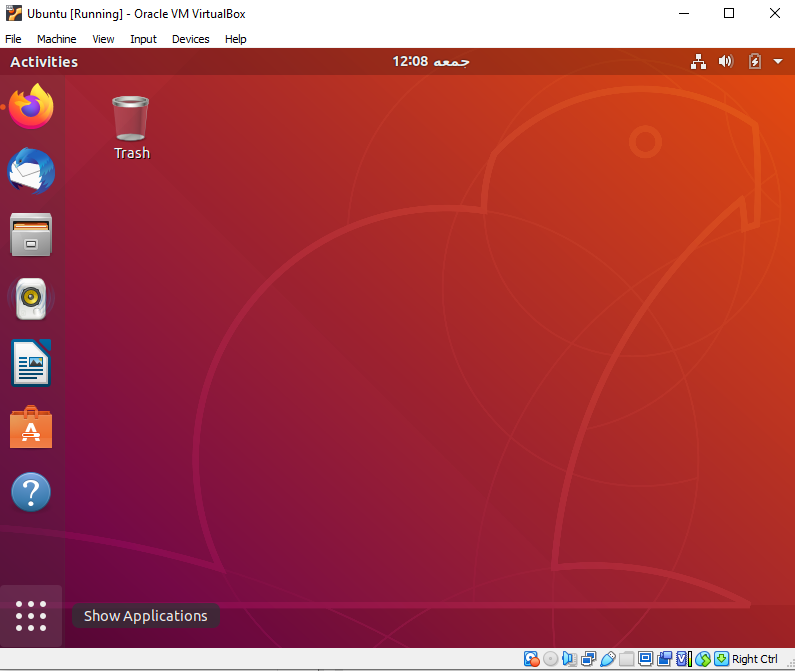 Ubuntu [Running] - Oracle VM VirtualBox
File Machine View Input Devices Help
Activities
جمعه 12:08
Trash
Show Applications
Right Ctrl